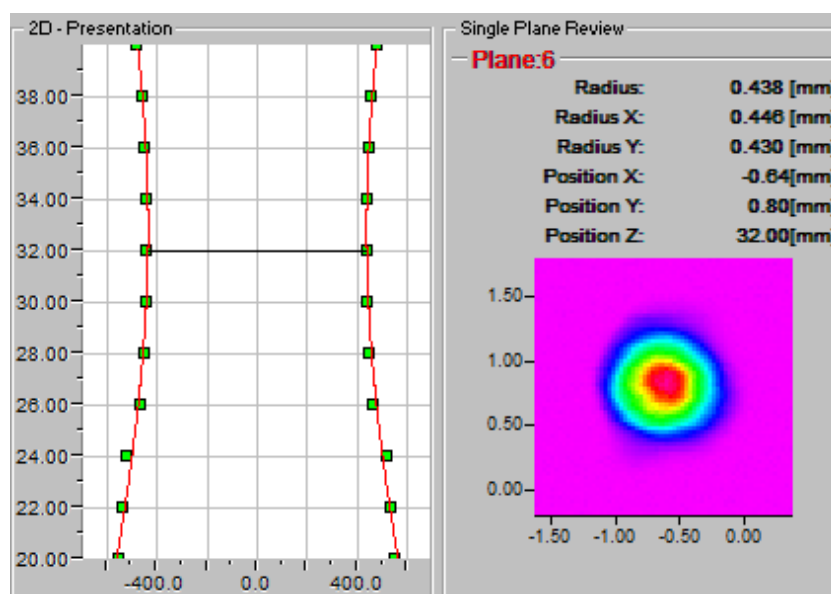 2D - Presentation
38.00
36.00
34.00
32.00
30.00
28.00
26.00
24.00
22.00
20.00
-400.0 0.0 400.0
Single Plane Review
Plane:6
Radius: 0.438 [mm]
Radius X: 0.446 [mm]
Radius Y: 0.430 [mm]
Position X: -0.64[mm
Position Y: 0.80[mm
Position Z: 32.00[mm
1.50
1.00
0.50
0.00
-1.50 -1.00 -0.50 0.00